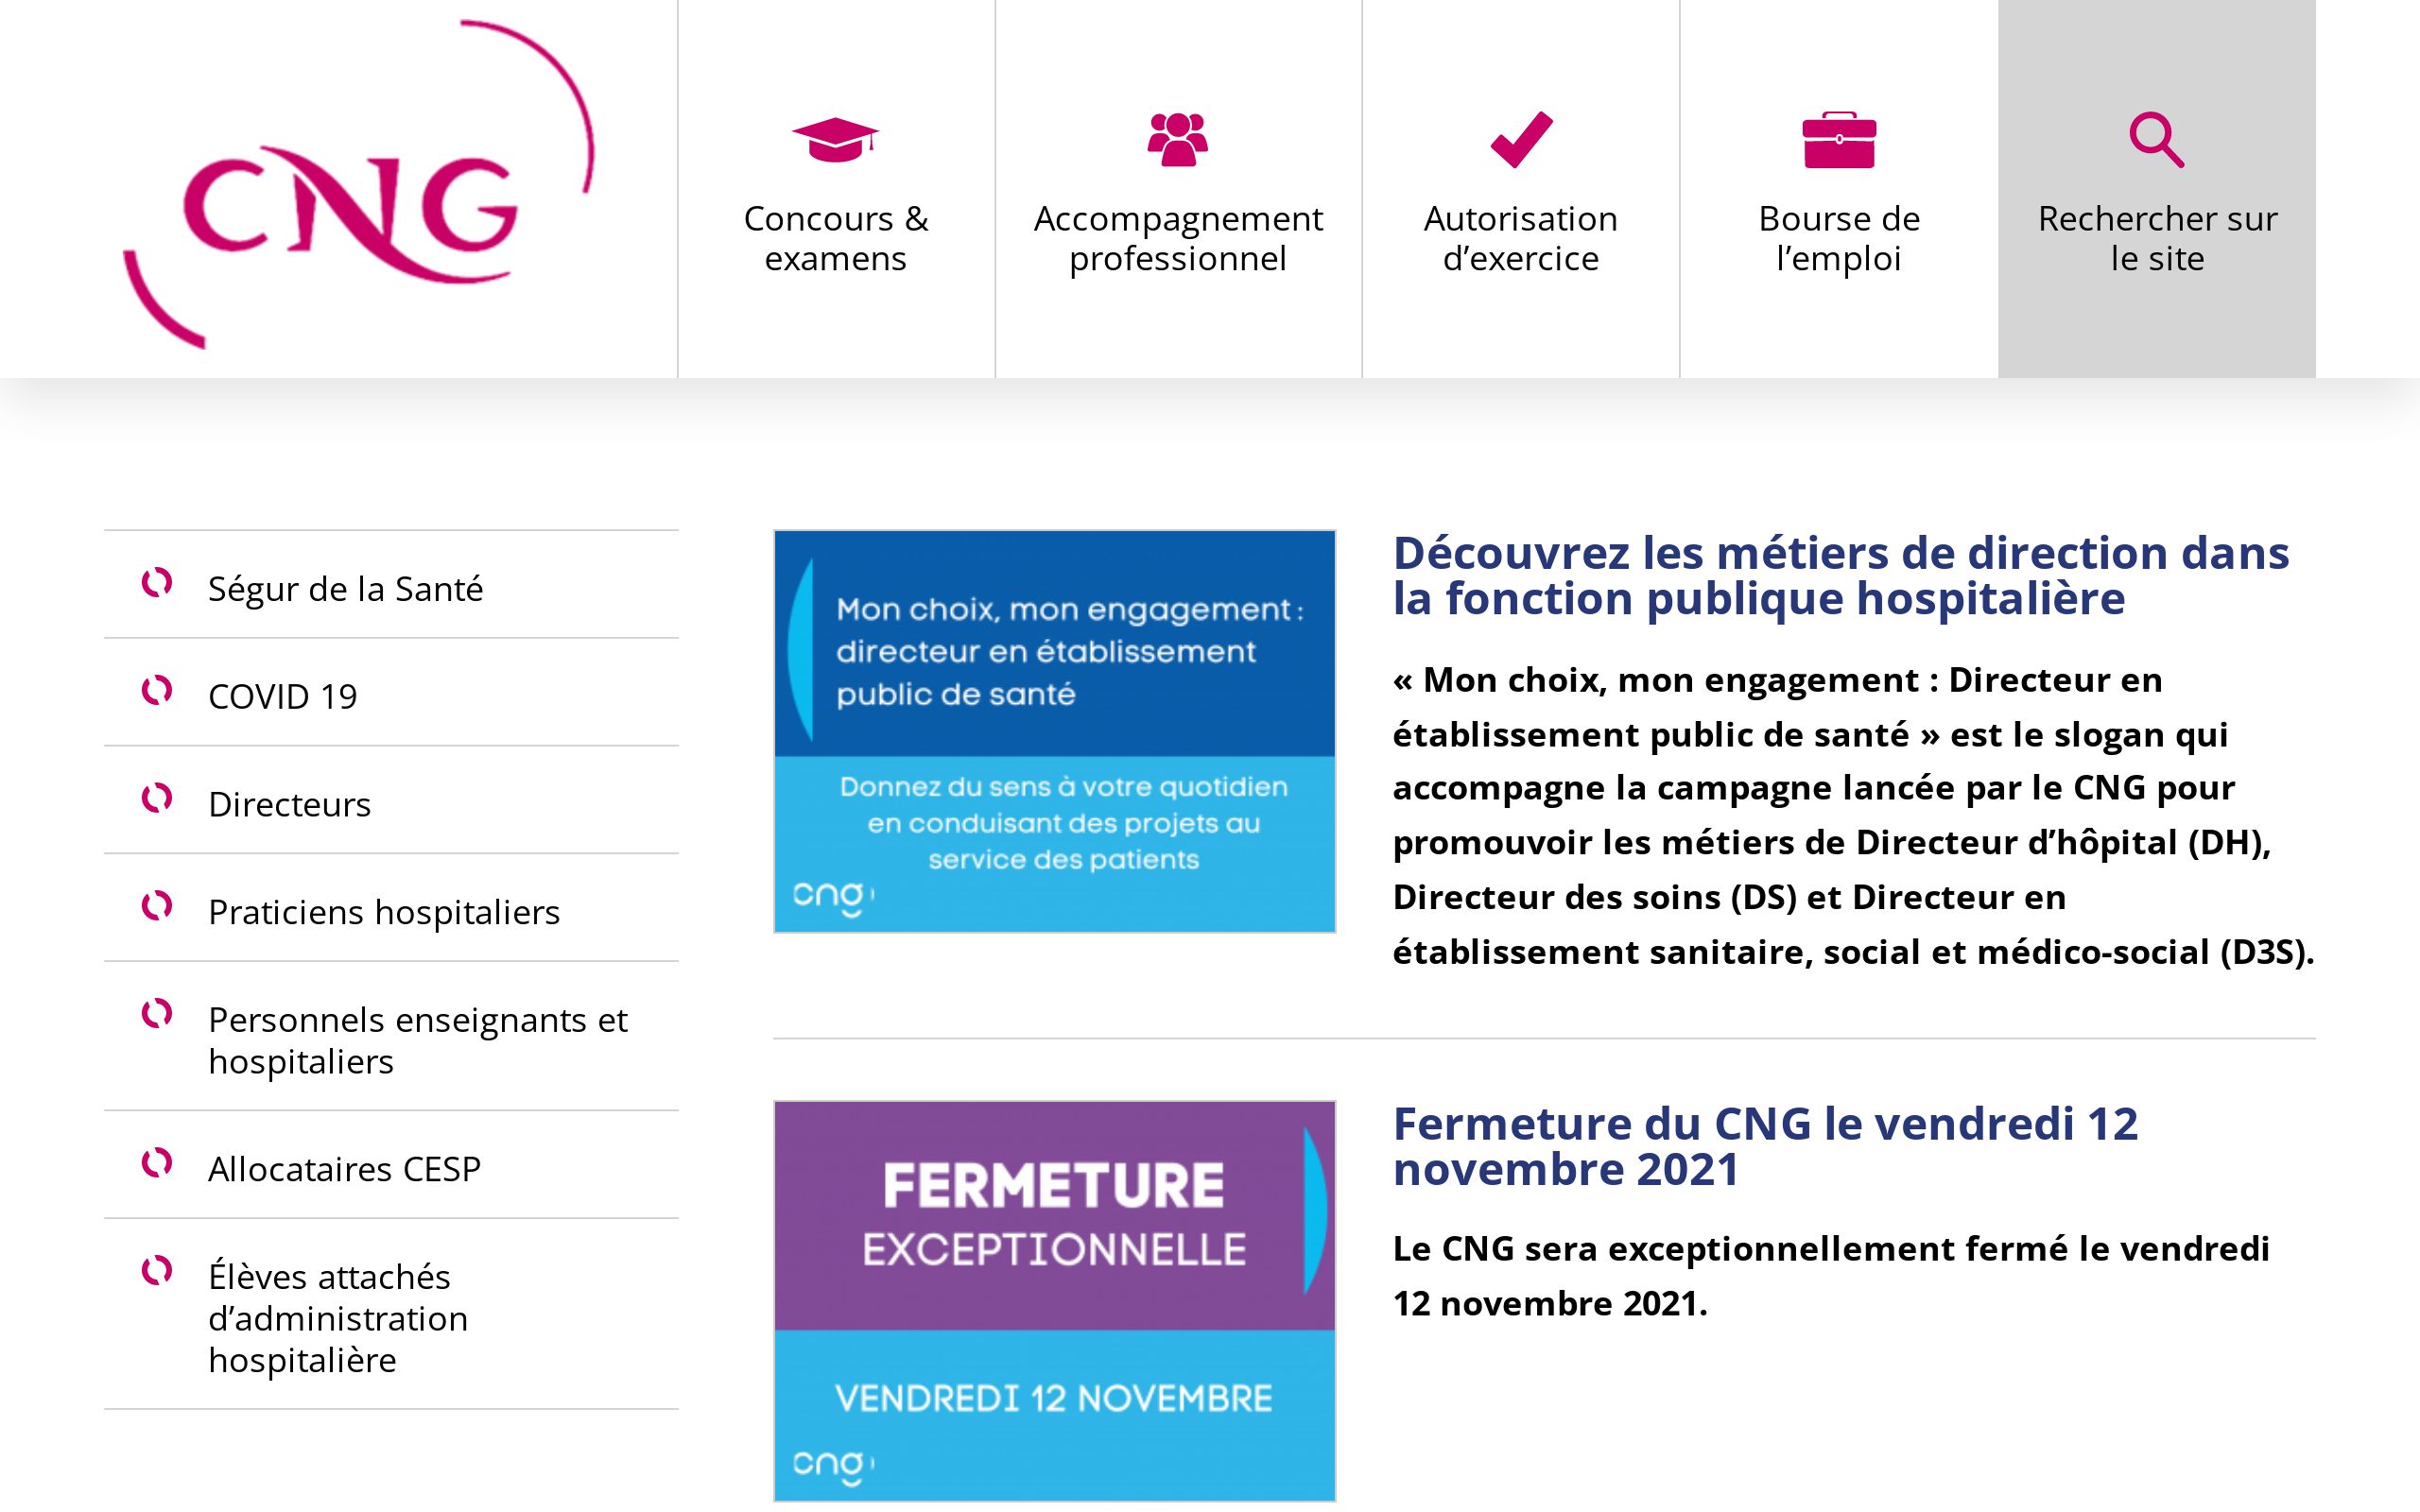 CNG
Concours &
examens
Accompagnement
professionnel
Autorisation
d’exercice
Bourse de
l’emploi
Rechercher sur
le site
Ségur de la Santé
COVID 19
Directeurs
Praticiens hospitaliers
Personnels enseignants et
hospitaliers
Allocataires CESP
Élèves attachés
d’administration
hospitalière
Mon choix, mon engagement :
directeur en établissement
public de santé
Donnez du sens à votre quotidien
en conduisant des projets au
service des patients
cng
Découvrez les métiers de direction dans
la fonction publique hospitalière
« Mon choix, mon engagement : Directeur en
établissement public de santé » est le slogan qui
accompagne la campagne lancée par le CNG pour
promouvoir les métiers de Directeur d’hôpital (DH),
Directeur des soins (DS) et Directeur en
établissement sanitaire, social et médico-social (D3S).
FERMETURE
EXCEPTIONNELLE
VENDREDI 12 NOVEMBRE
cng
Fermeture du CNG le vendredi 12
novembre 2021
Le CNG sera exceptionnellement fermé le vendredi
12 novembre 2021.